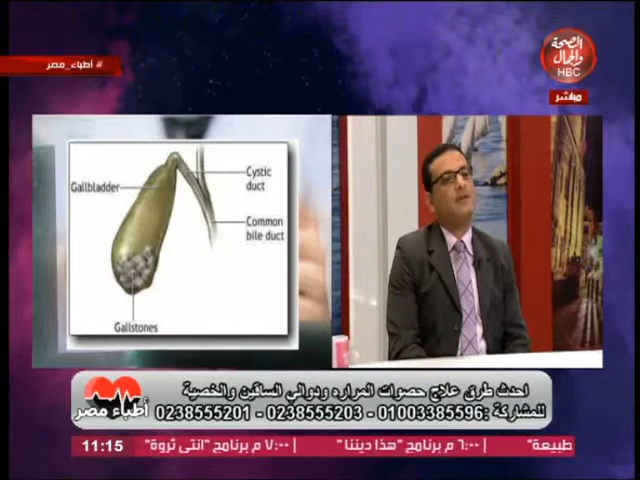 الصحة
والجمال
HBC
# أطباء_مصر
مباشر
Gallbladder
Cystic
duct
Common
bile duct
Gallstones
احدث طرق علاج حصوات المراره ودوالي الساقين والخصية
للمشاركة :01003385596 - 0238555203 - 0238555201
أطباء مصر
طبيعة" | ٦:٠٠ م برنامج "هذا ديننا" | ٧:٠٠ م برنامج "انتى ثروة"
11:15